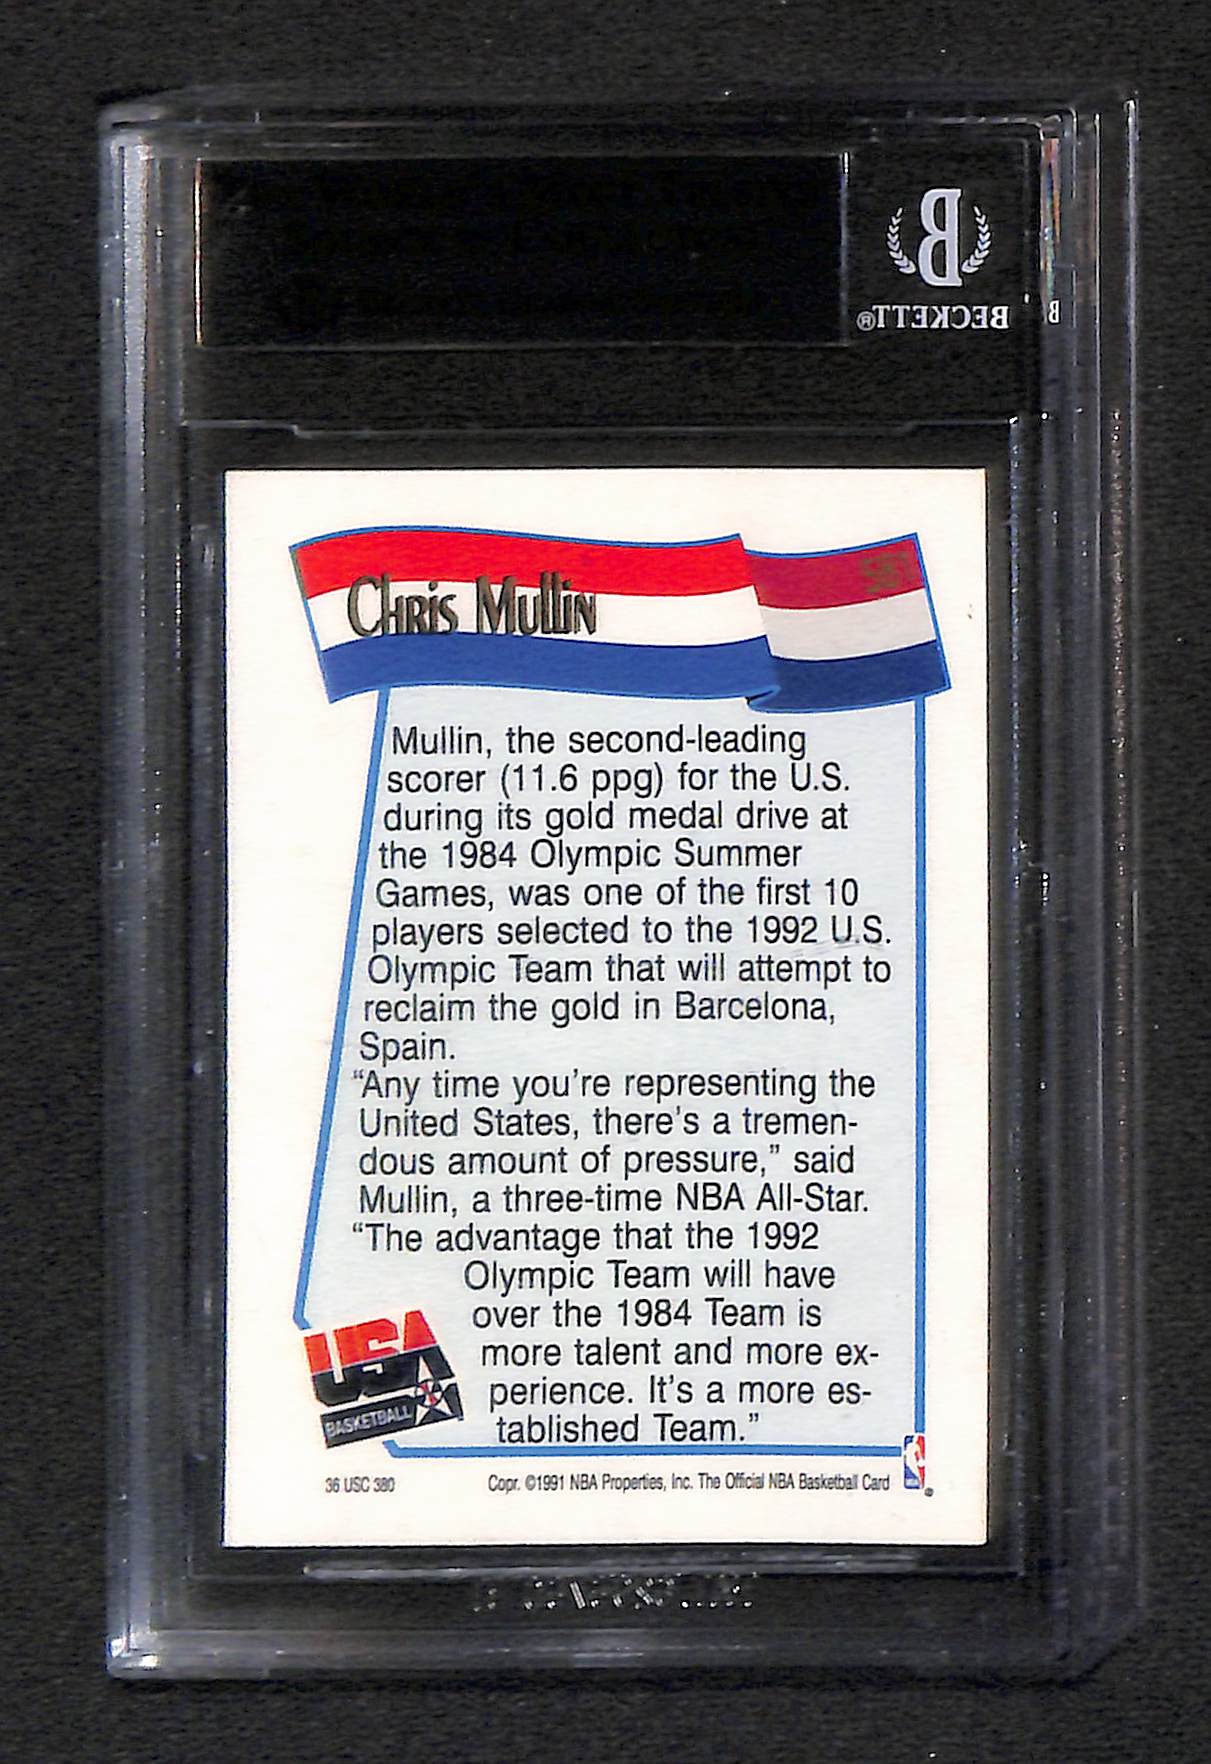 B
BECKETT®
B
Chris Mullin
Mullin, the second-leading
scorer (11.6 ppg) for the U.S.
during its gold medal drive at
the 1984 Olympic Summer
Games, was one of the first 10
players selected to the 1992 U.S.
Olympic Team that will attempt to
reclaim the gold in Barcelona,
Spain.
“Any time you're representing the
United States, there's a tremen-
dous amount of pressure,” said
Mullin, a three-time NBA All-Star.
“The advantage that the 1992
Olympic Team will have
over the 1984 Team is
more talent and more ex-
perience. It's a more es-
tablished Team.”
USA
BASKETBALL
36 USC 380
Copr. ©1991 NBA Properties, Inc. The Official NBA Basketball Card